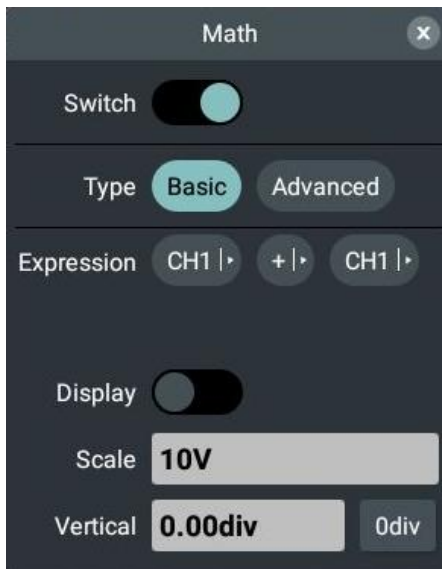 Math
Switch
Type Basic Advanced
Expression CH1 + CH1
Display
Scale 10V
Vertical 0.00div 0div